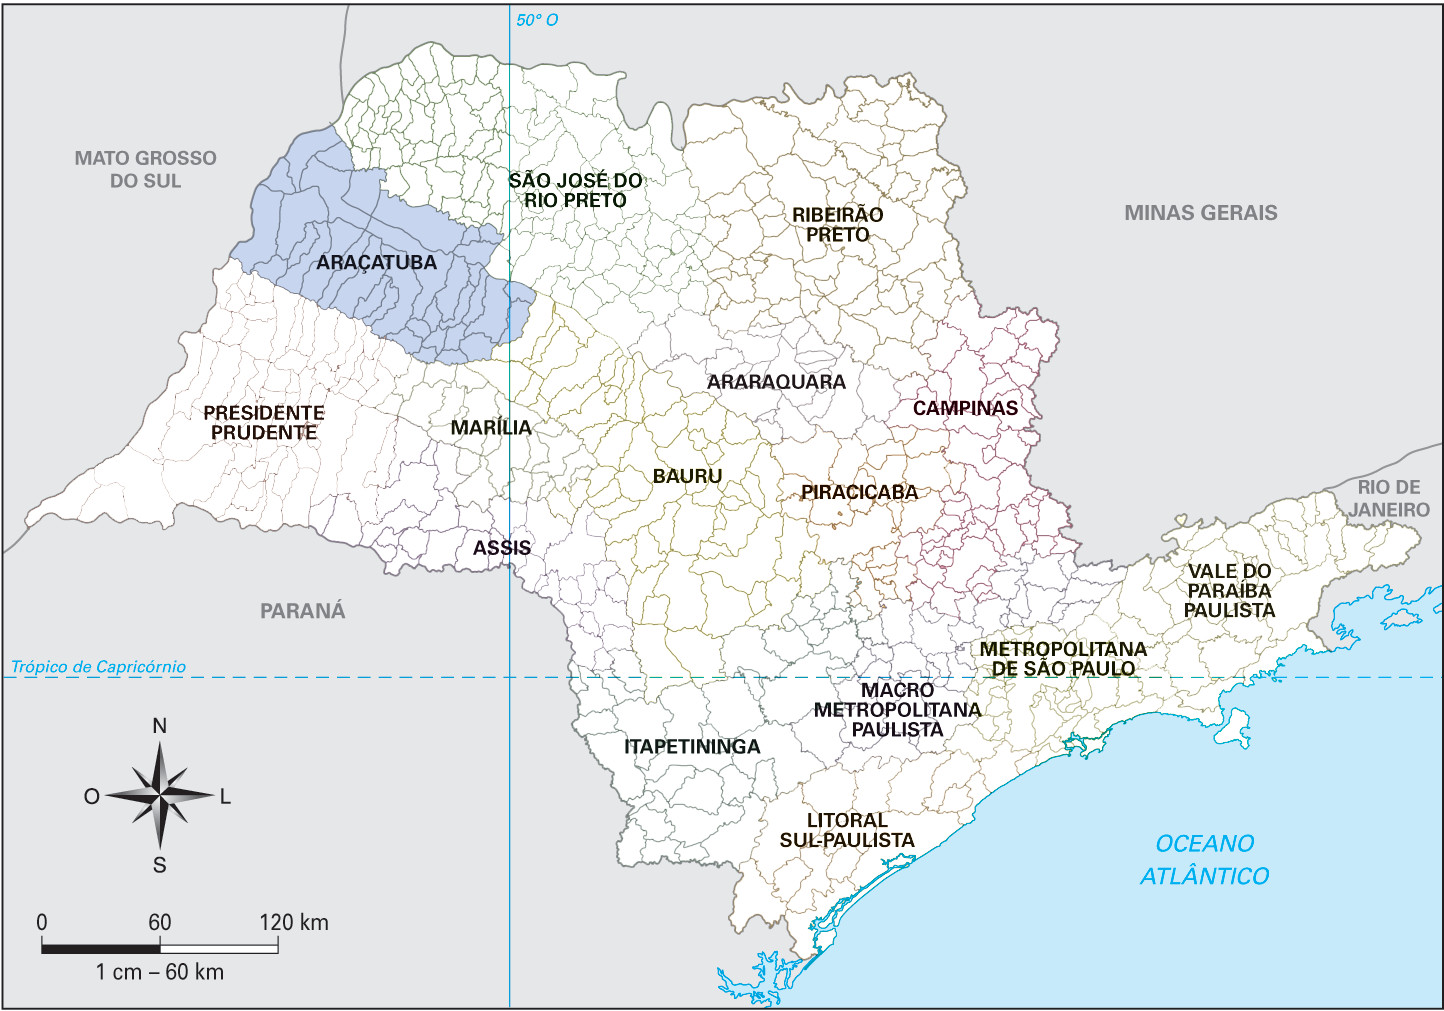 50° O
MATO GROSSO
DO SUL
SÃO JOSÉ DO
RIO PRETO
RIBEIRÃO
PRETO
MINAS GERAIS
ARAÇATUBA
ARARAQUARA
CAMPINAS
PRESIDENTE
PRUDENTE
MARÍLIA
BAURU
PIRACICABA
RIO DE
JANEIRO
ASSIS
VALE DO
PARAÍBA
PAULISTA
PARANÁ
METROPOLITANA
DE SÃO PAULO
Trópico de Capricórnio
MACRO
METROPOLITANA
PAULISTA
ITAPETININGA
N
O
L
S
LITORAL
SUL-PAULISTA
OCEANO
ATLÂNTICO
0 60 120 km
1 cm – 60 km